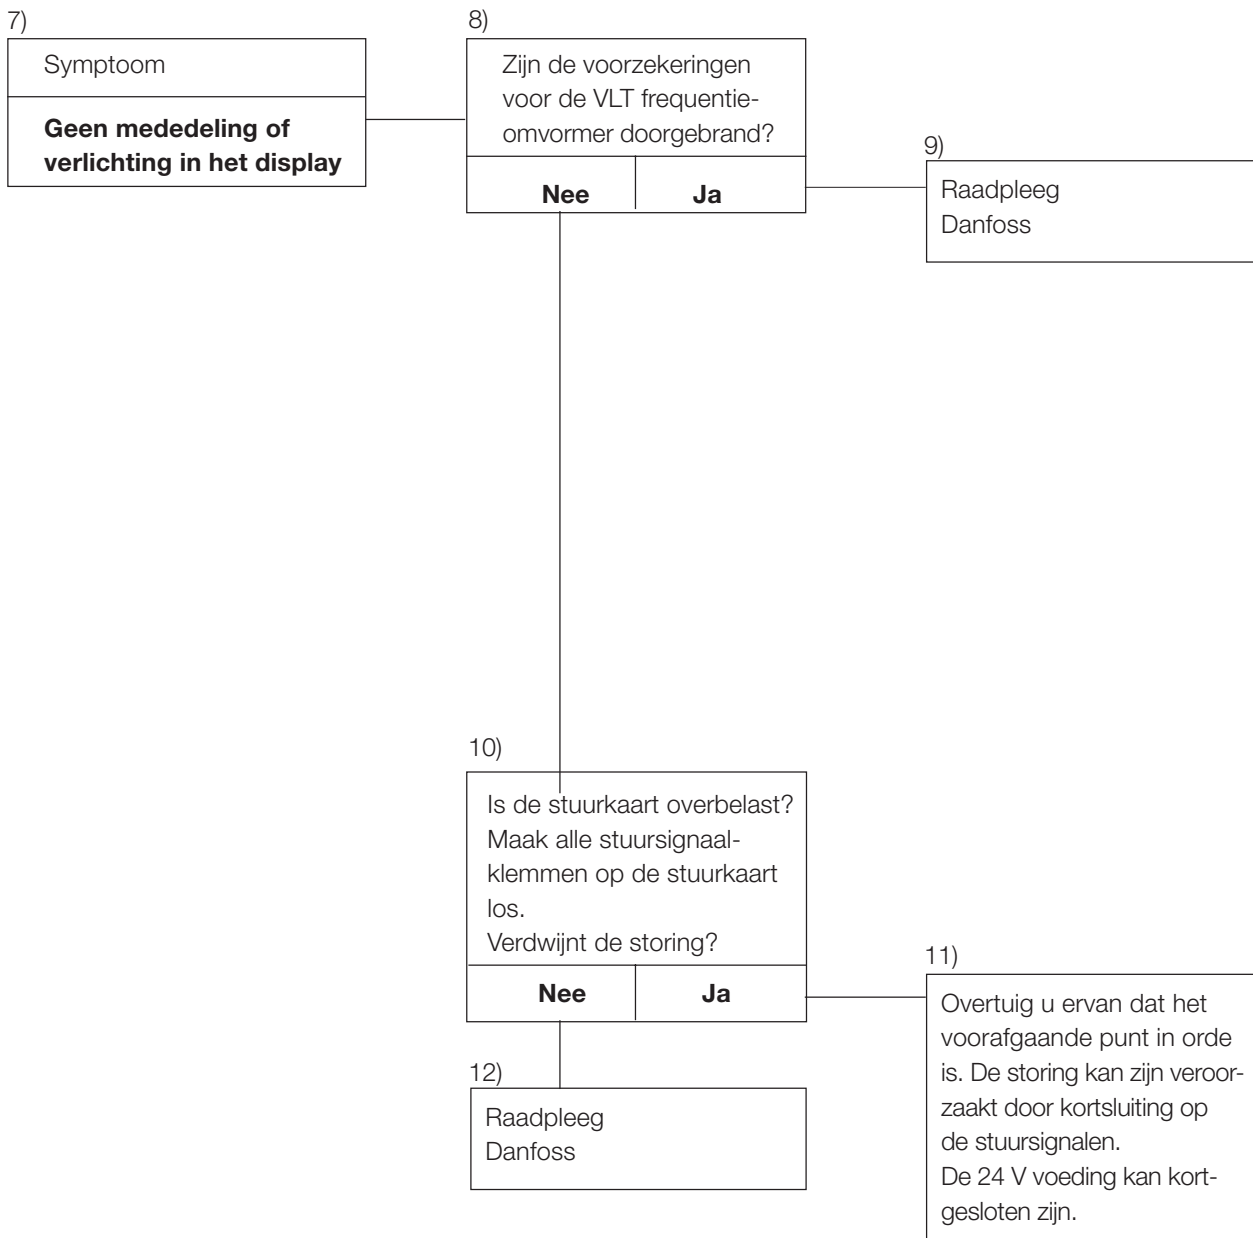 7)
Symptoom
Geen mededeling of
verlichting in het display
8)
Zijn de voorzekeringen
voor de VLT frequentie-
omvormer doorgebrand?
Nee
Ja
9)
Raadpleeg
Danfoss
10)
Is de stuurkaart overbelast?
Maak alle stuursignaal-
klemmen op de stuurkaart
los.
Verdwijnt de storing?
Nee
Ja
11)
Overtuig u ervan dat het
voorafgaande punt in orde
is. De storing kan zijn veroor-
zaakt door kortsluiting op
de stuursignalen.
De 24 V voeding kan kort-
gesloten zijn.
12)
Raadpleeg
Danfoss